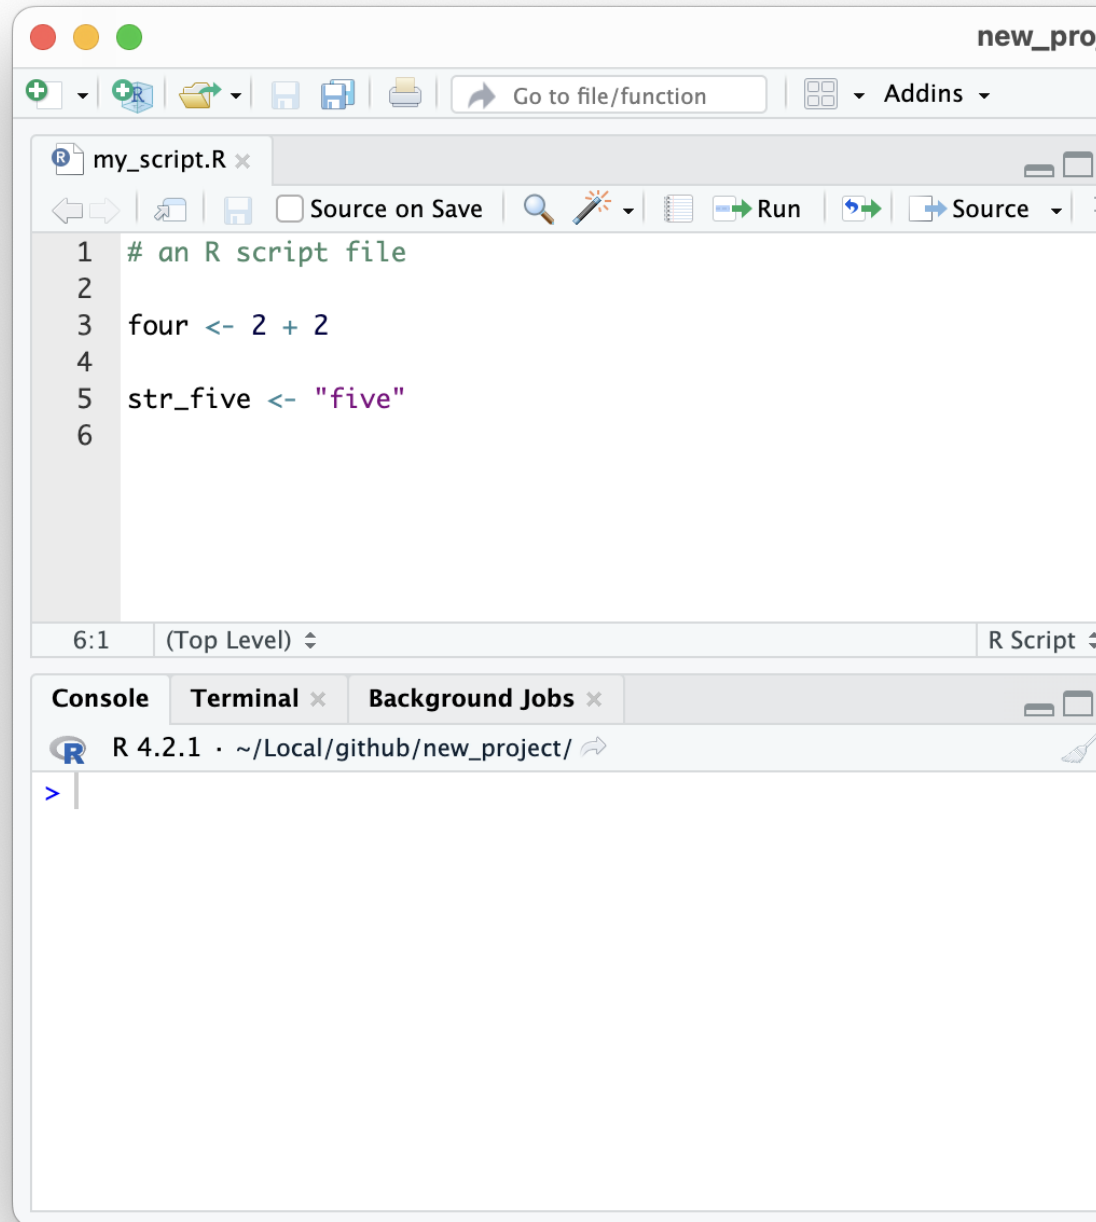 new_pro
Go to file/function
Addins
my_script.R
Source on Save
Run
Source
1 # an R script file
2
3 four <- 2 + 2
4
5 str_five <- "five"
6
6:1 (Top Level) R Script
Console Terminal Background Jobs
R 4.2.1 · ~/Local/github/new_project/
>